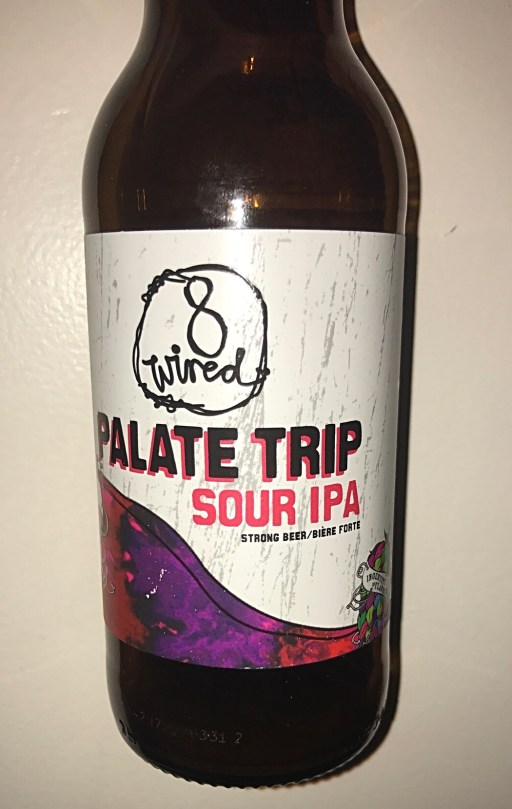 8
wired
PALATE TRIP
SOUR IPA
STRONG BEER/BIÈRE FORTE